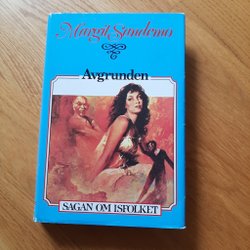 Margit Sandemo
Avgrunden
SAGAN OM ISFOLKET